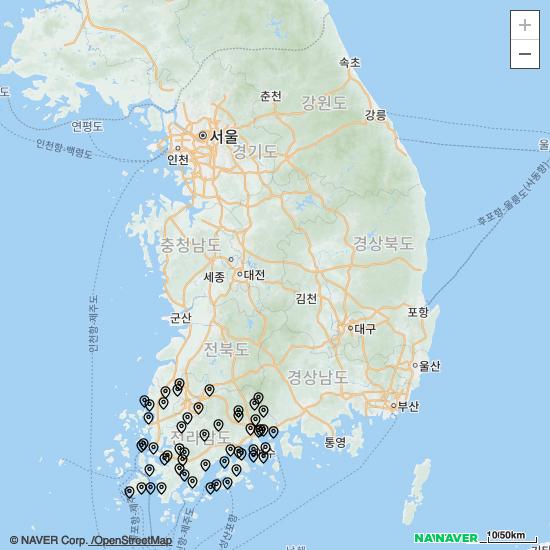 속초
춘천
강원도
강릉
도
연평도
서울
울
인천
경기도
인천항-백령도
후포항-울릉도(사동항)
충청남도
경상북도
세종
대전
김천
인천항-제주도
군산
포항
대구
전북도
울산
경상남도
부산
전라남도
통영
+
−
© NAVER Corp. /OpenStreetMap
NAVER
10/50km